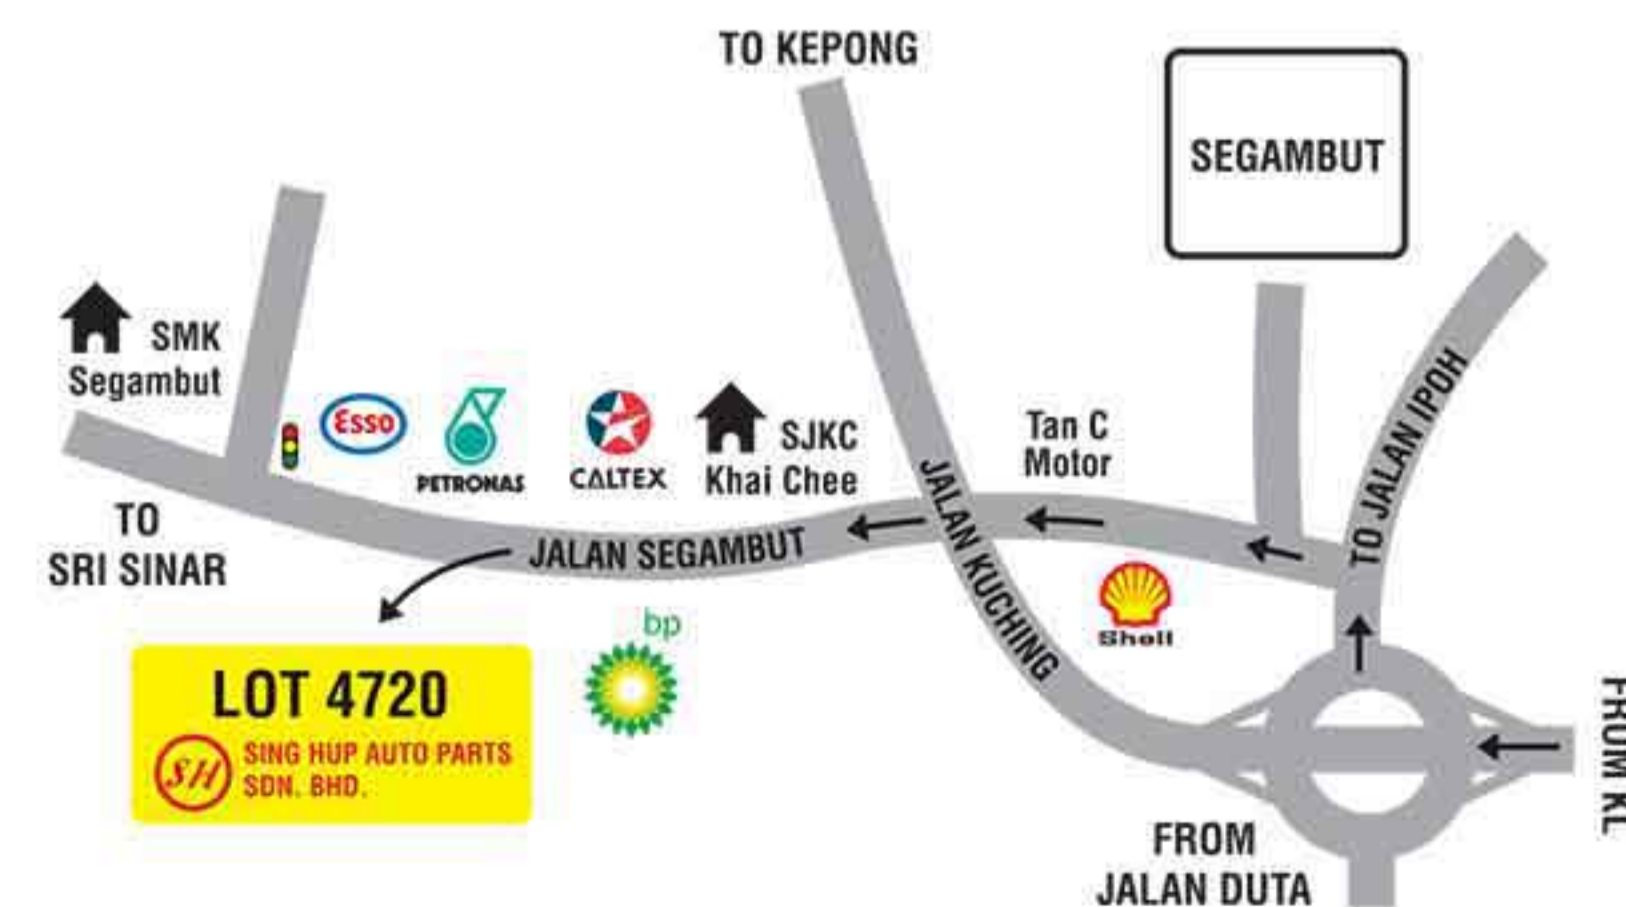 TO KEPONG
SEGAMBUT
SMK
Segambut
Esso
PETRONAS
CALTEX
SJKC
Khai Chee
Tan C
Motor
TO JALAN IPOH
JALAN KUCHING
JALAN SEGAMBUT
TO
SRI SINAR
Shell
bp
LOT 4720
SH
SING HUP AUTO PARTS
SDN. BHD.
FROM KL
FROM
JALAN DUTA